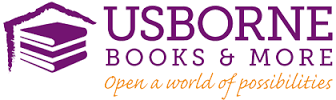 USBORNE
BOOKS & MORE
Open a world of possibilities